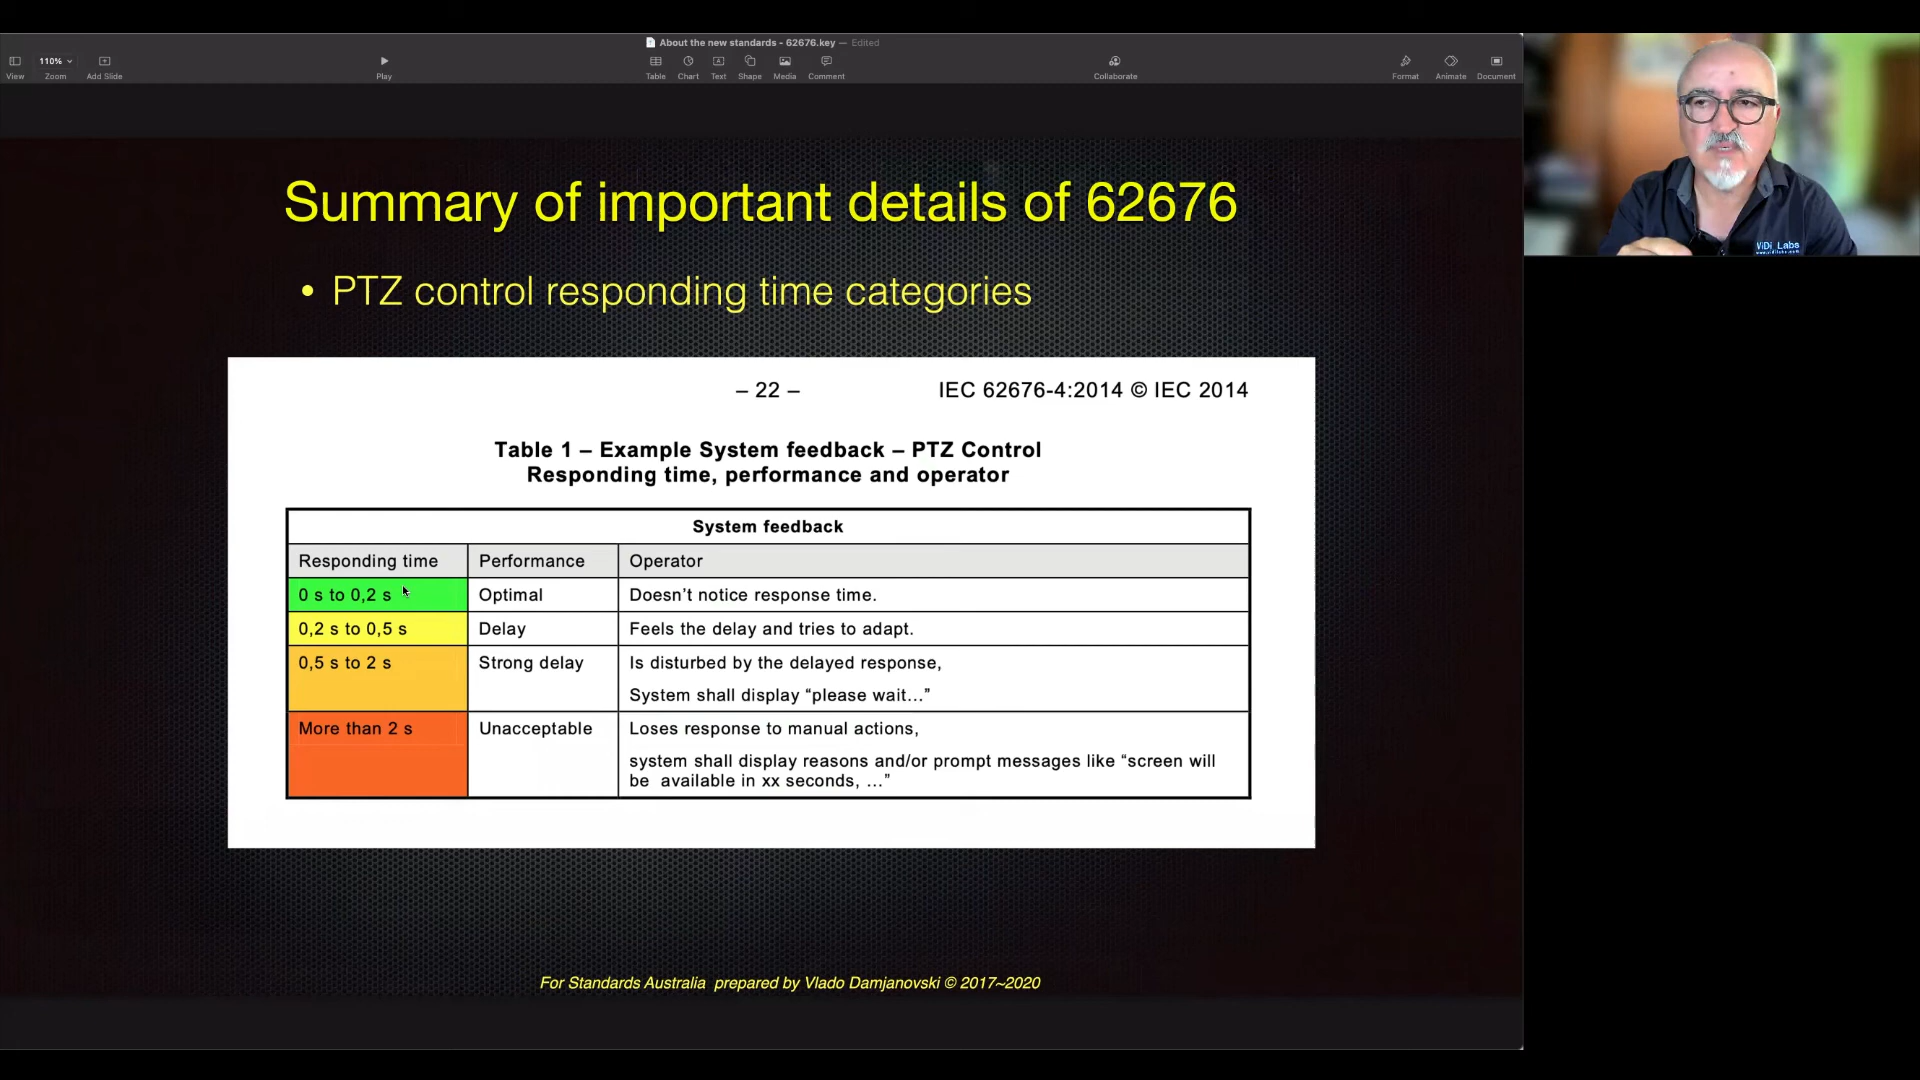 About the new standards - 62676.key — Edited
110%
View
Zoom
Add Slide
Play
Table
Chart
Text
Shape
Media
Comment
Collaborate
Format
Animate
Document
Summary of important details of 62676
• PTZ control responding time categories
– 22 –
IEC 62676-4:2014 © IEC 2014
Table 1 – Example System feedback – PTZ Control
Responding time, performance and operator
System feedback
Responding time
Performance
Operator
0 s to 0,2 s
Optimal
Doesn’t notice response time.
0,2 s to 0,5 s
Delay
Feels the delay and tries to adapt.
0,5 s to 2 s
Strong delay
Is disturbed by the delayed response,
System shall display “please wait…”
More than 2 s
Unacceptable
Loses response to manual actions,
system shall display reasons and/or prompt messages like “screen will
be available in xx seconds, …”
For Standards Australia prepared by Vlado Damjanovski © 2017~2020
ViDi Labs